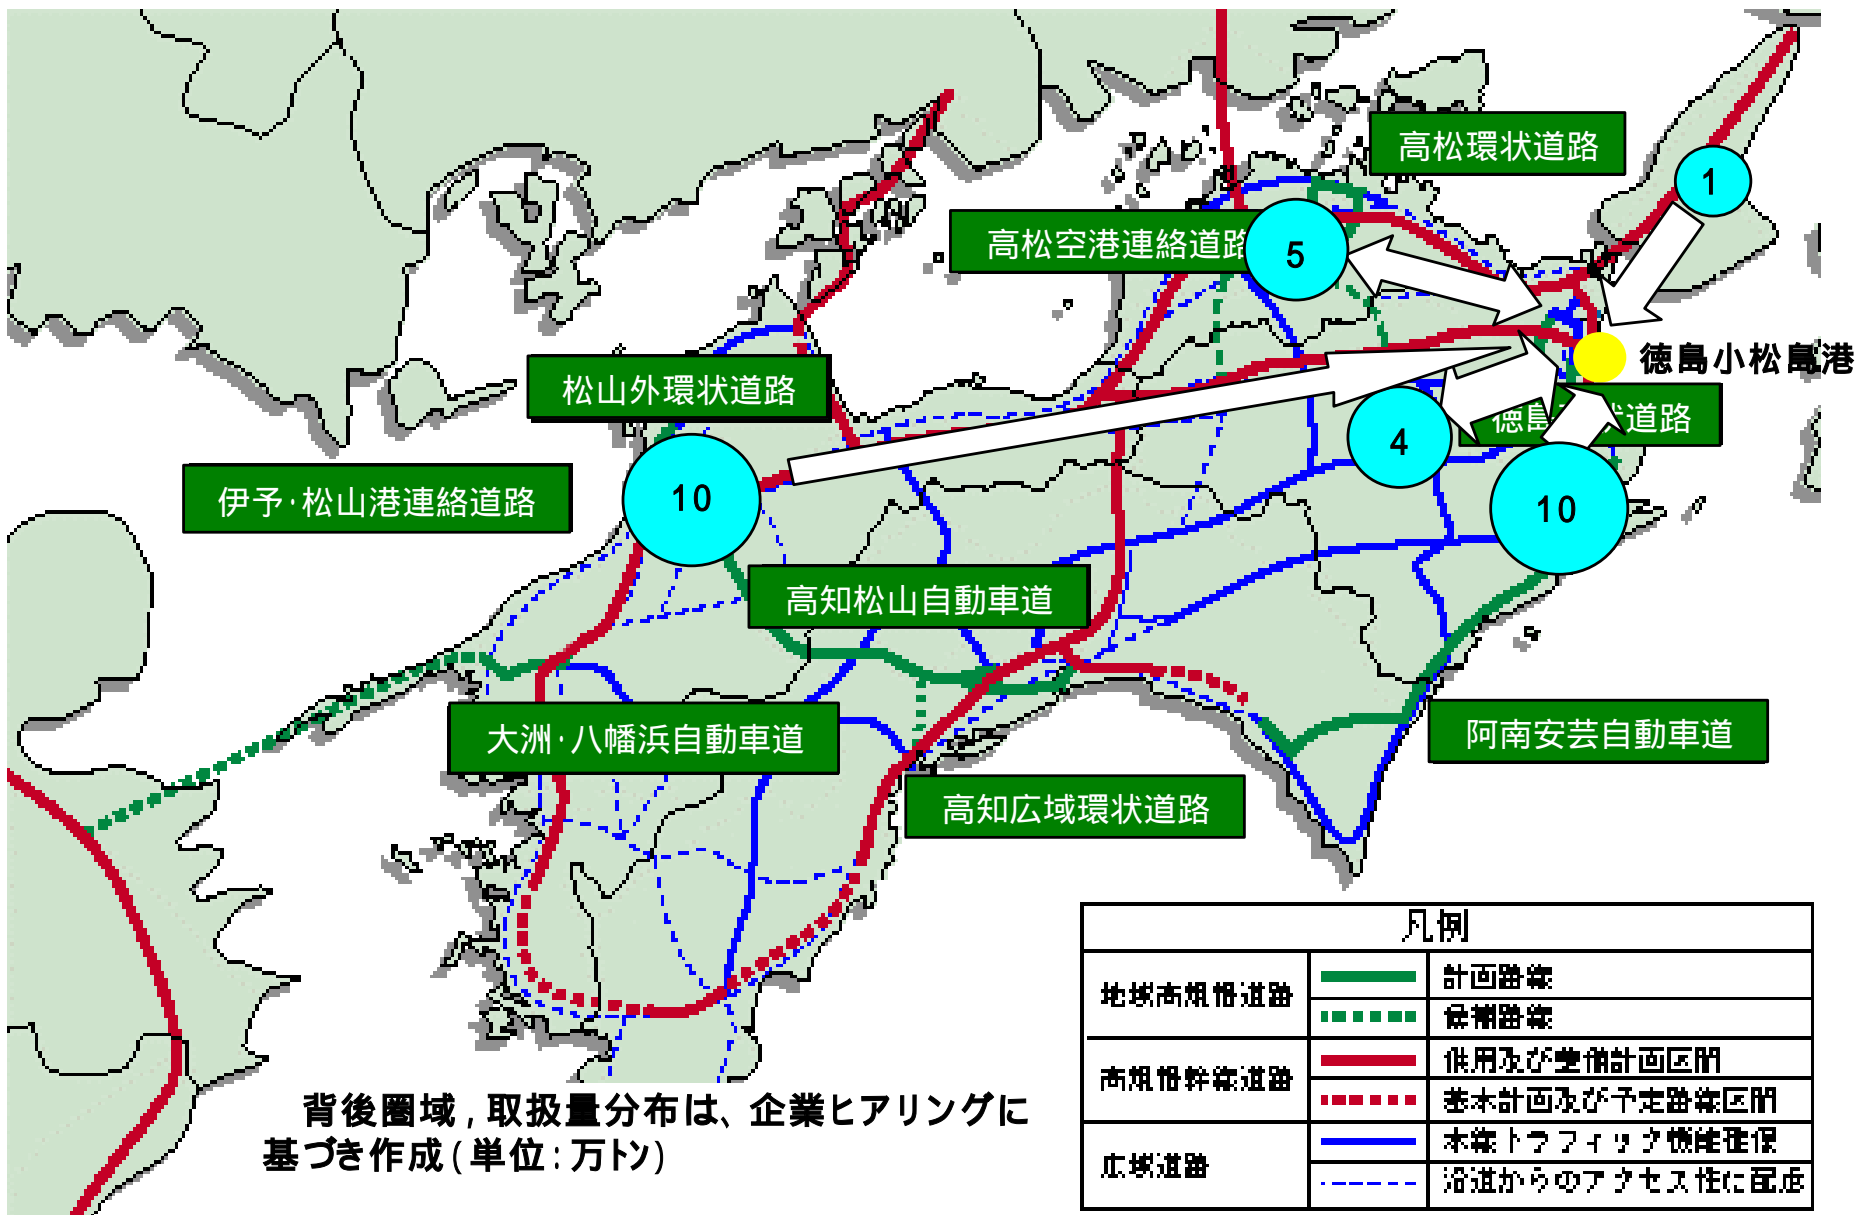 高松環状道路
1
高松空港連絡道路
5
徳島小松島港
松山外環状道路
徳島環状道路
4
伊予･松山港連絡道路
10
10
高知松山自動車道
大洲･八幡浜自動車道
阿南安芸自動車道
高知広域環状道路
凡例
地域高規格道路
計画路線
候補路線
高規格幹線道路
供用及び整備計画区間
基本計画及び予定路線区間
広域道路
本線トラフィック機能確保
沿道からのアクセス性に配慮
背後圏域，取扱量分布は、企業ヒアリングに
基づき作成(単位:万トン)